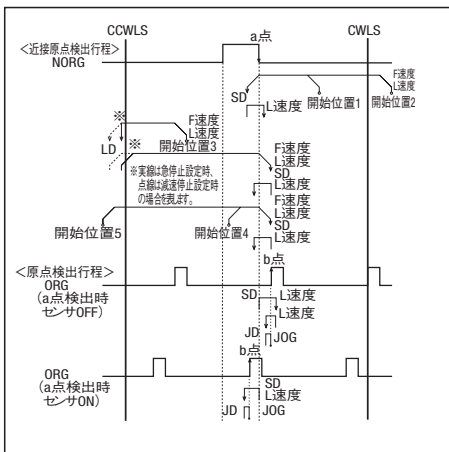 CCWLS
CWLS
a点
<近接原点検出行程>
NORG
F速度
L速度
SD
L速度
開始位置1
開始位置2
※
F速度
L速度
LD
※
開始位置3
F速度
L速度
SD
※実線は急停止設定時、
点線は減速停止設定時
の場合を表します。
L速度
F速度
L速度
SD
開始位置5
開始位置4
L速度
<原点検出行程>
b点
ORG
(a点検出時
センサOFF)
SD
L速度
L速度
JD
JOG
b点
ORG
(a点検出時
センサON)
SD
L速度
JD
JOG